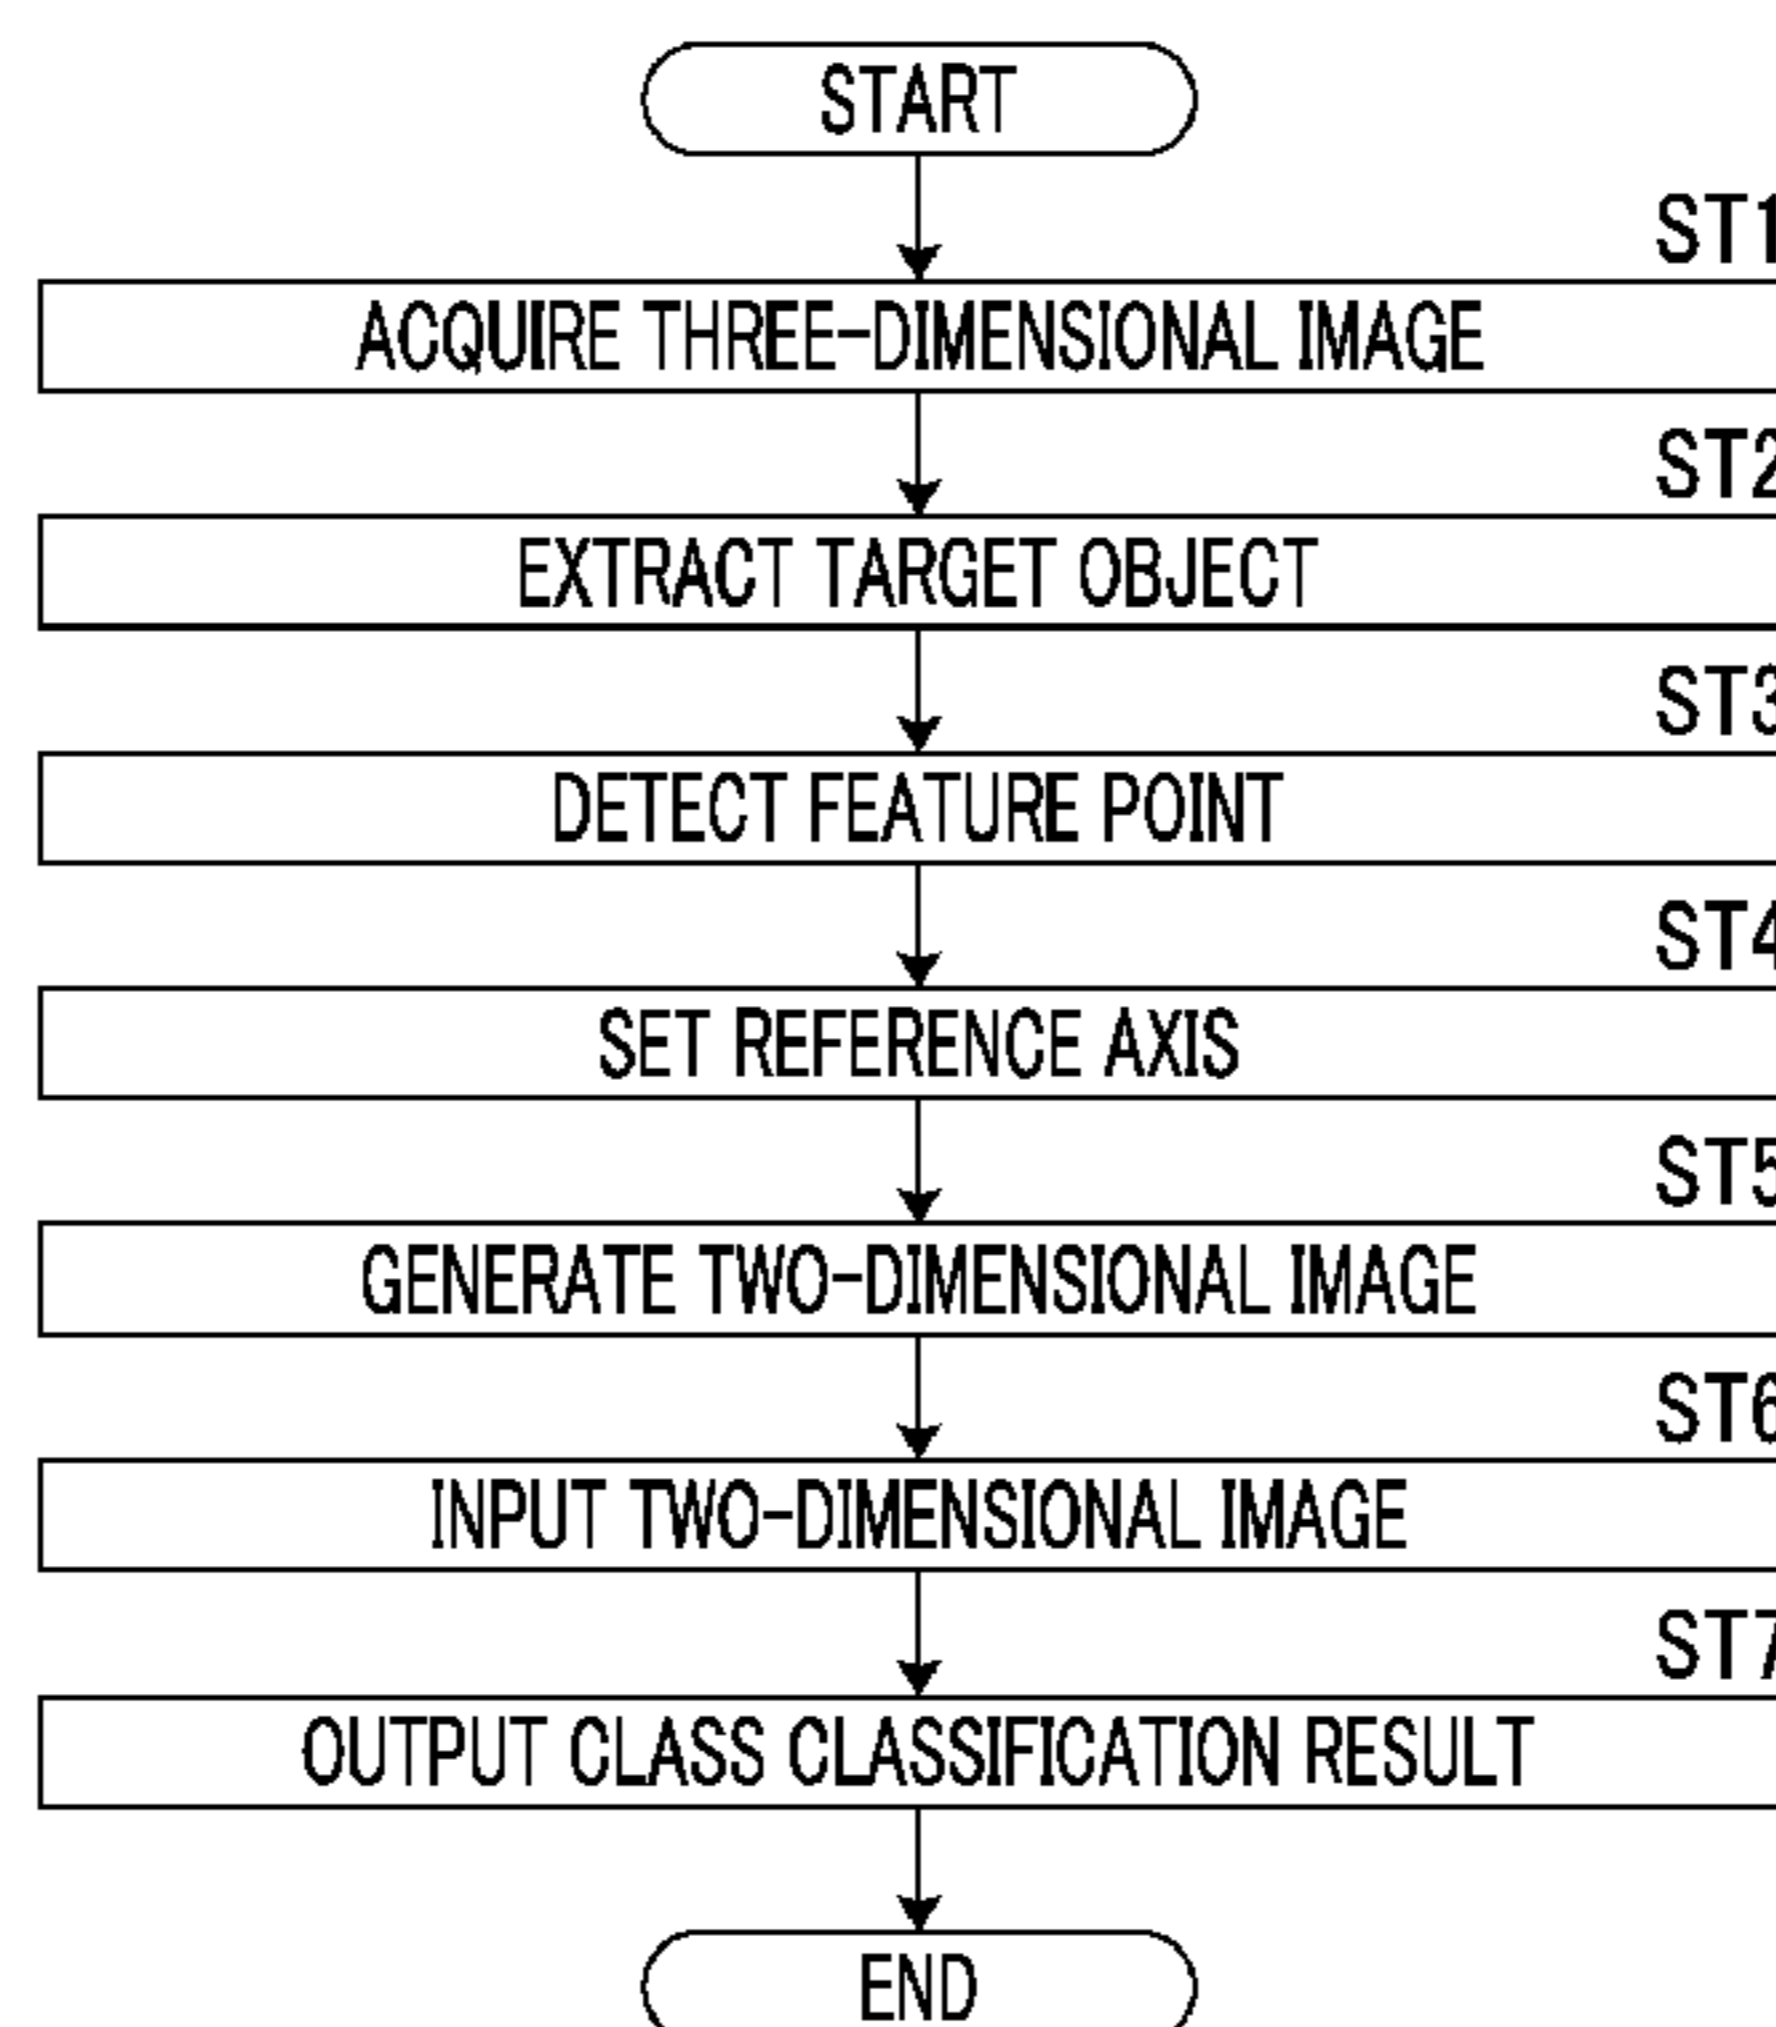 START
ST1
ACQUIRE THREE-DIMENSIONAL IMAGE
ST2
EXTRACT TARGET OBJECT
ST3
DETECT FEATURE POINT
ST4
SET REFERENCE AXIS
ST5
GENERATE TWO-DIMENSIONAL IMAGE
ST6
INPUT TWO-DIMENSIONAL IMAGE
ST7
OUTPUT CLASS CLASSIFICATION RESULT
END